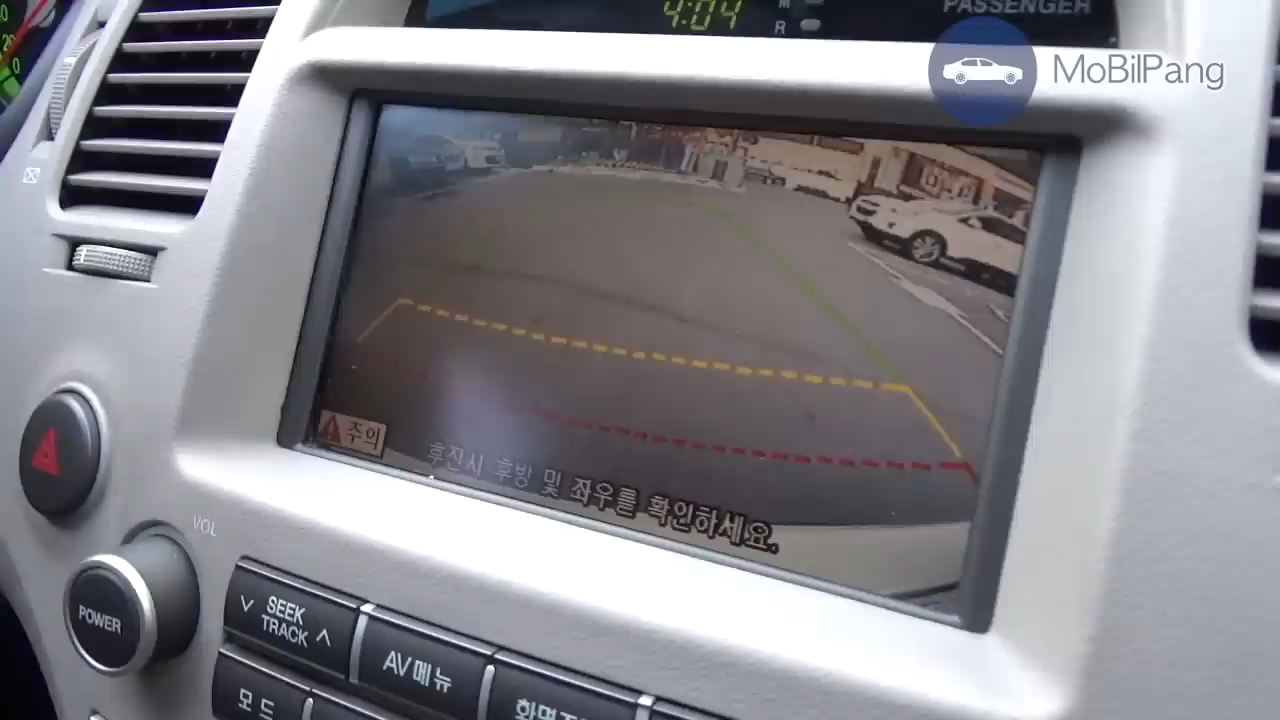 4:04
R
PASSENGER
MoBilPang
주의
후진시 후방 및 좌우를 확인하세요.
VOL
POWER
SEEK
TRACK
AV메뉴
모드